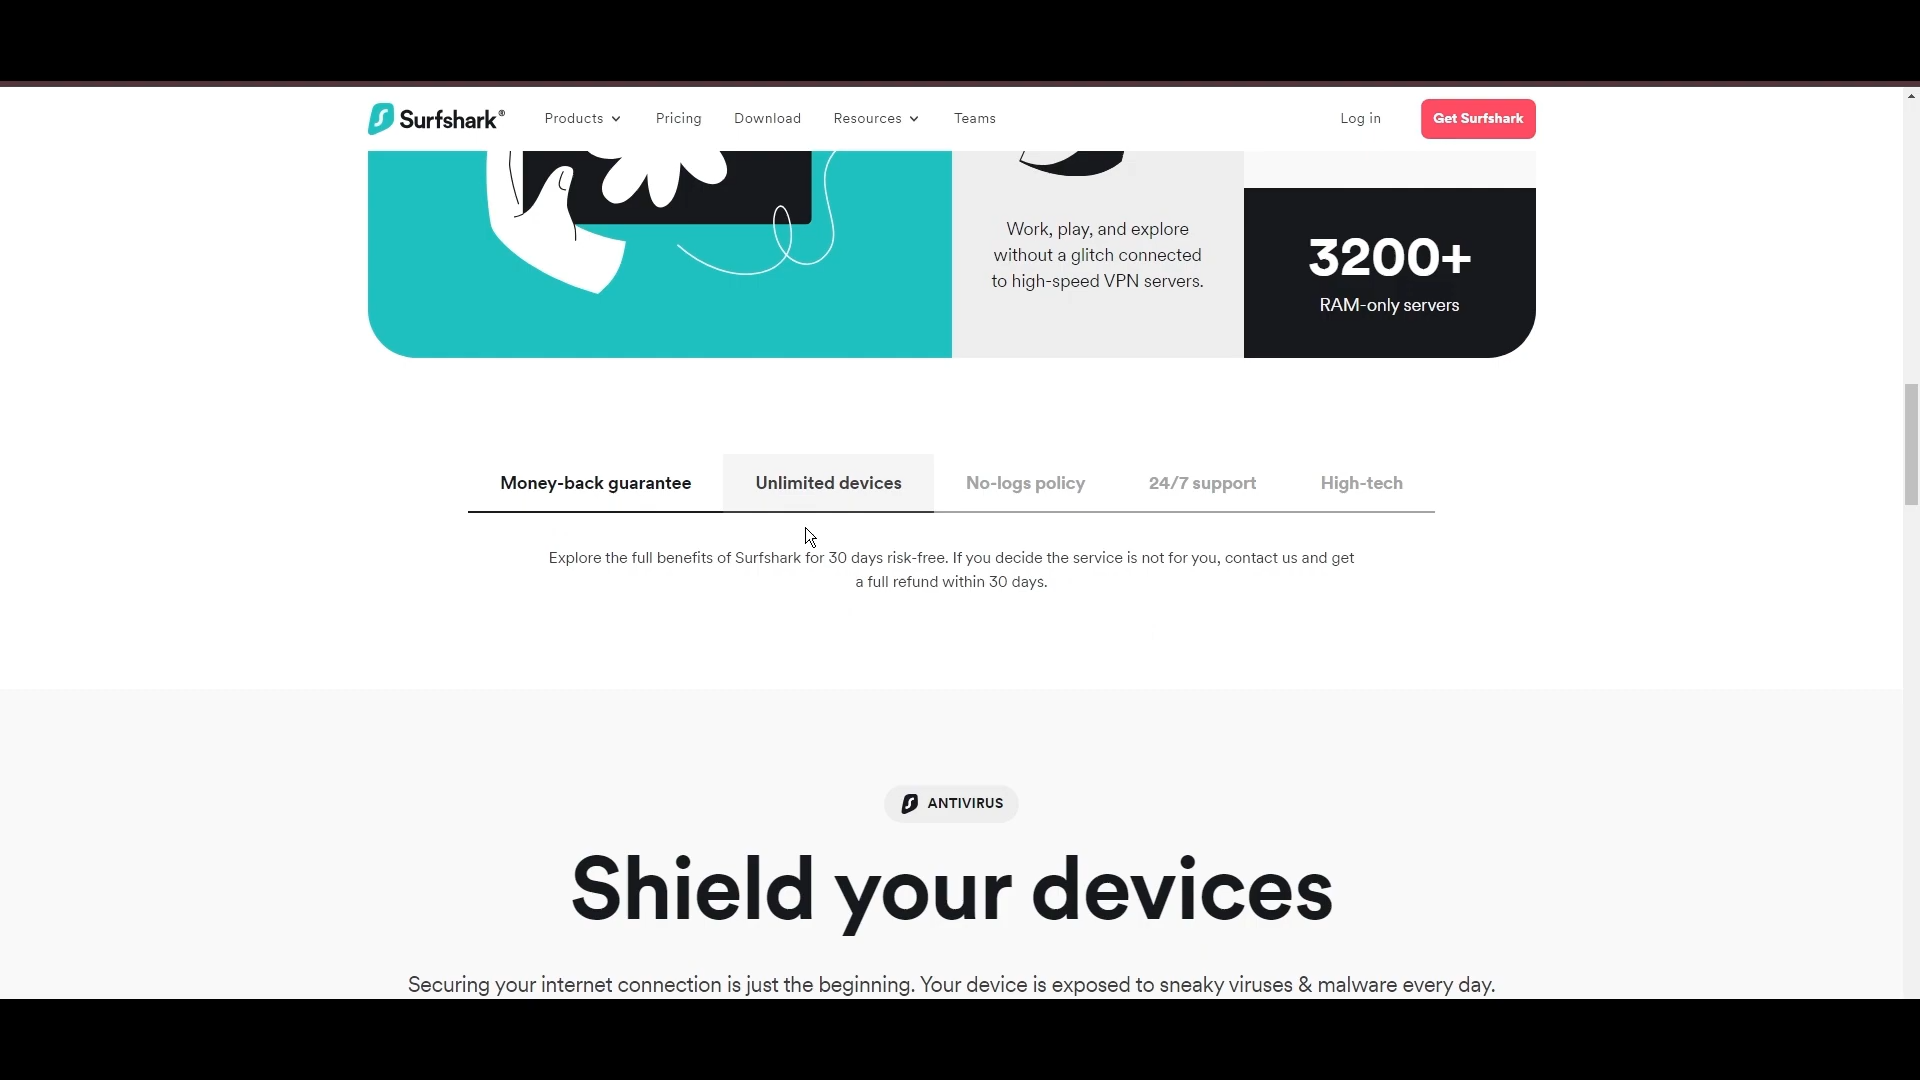 Surfshark®
Products
Pricing
Download
Resources
Teams
Log in
Get Surfshark
Work, play, and explore
without a glitch connected
to high-speed VPN servers.
3200+
RAM-only servers
Money-back guarantee
Unlimited devices
No-logs policy
24/7 support
High-tech
Explore the full benefits of Surfshark for 30 days risk-free. If you decide the service is not for you, contact us and get
a full refund within 30 days.
ANTIVIRUS
Shield your devices
Securing your internet connection is just the beginning. Your device is exposed to sneaky viruses & malware every day.